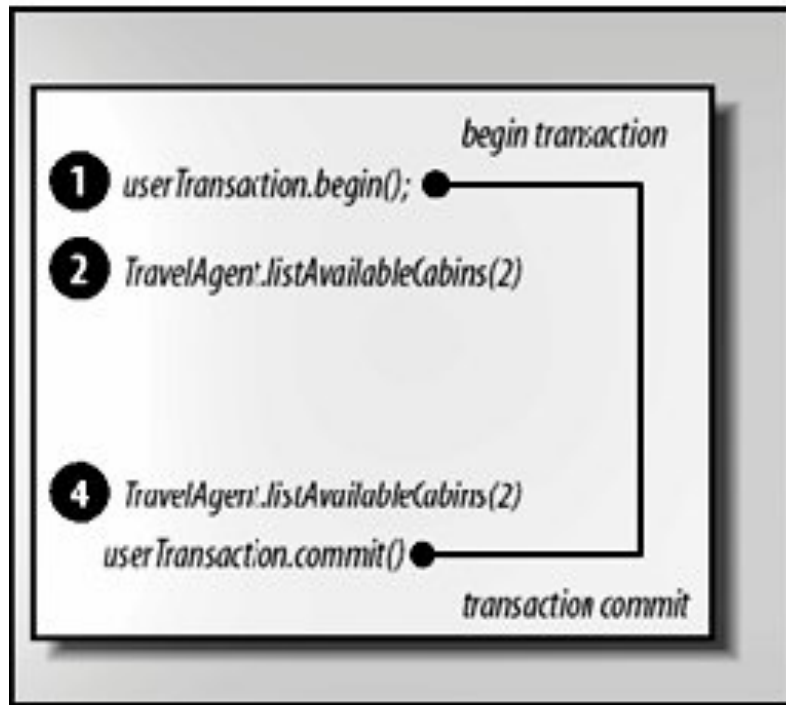 begin transaction
1 userTransaction.begin();
2 TravelAgent.listAvailableCabins(2)
4 TravelAgent.listAvailableCabins(2)
userTransaction.commit()
transaction commit